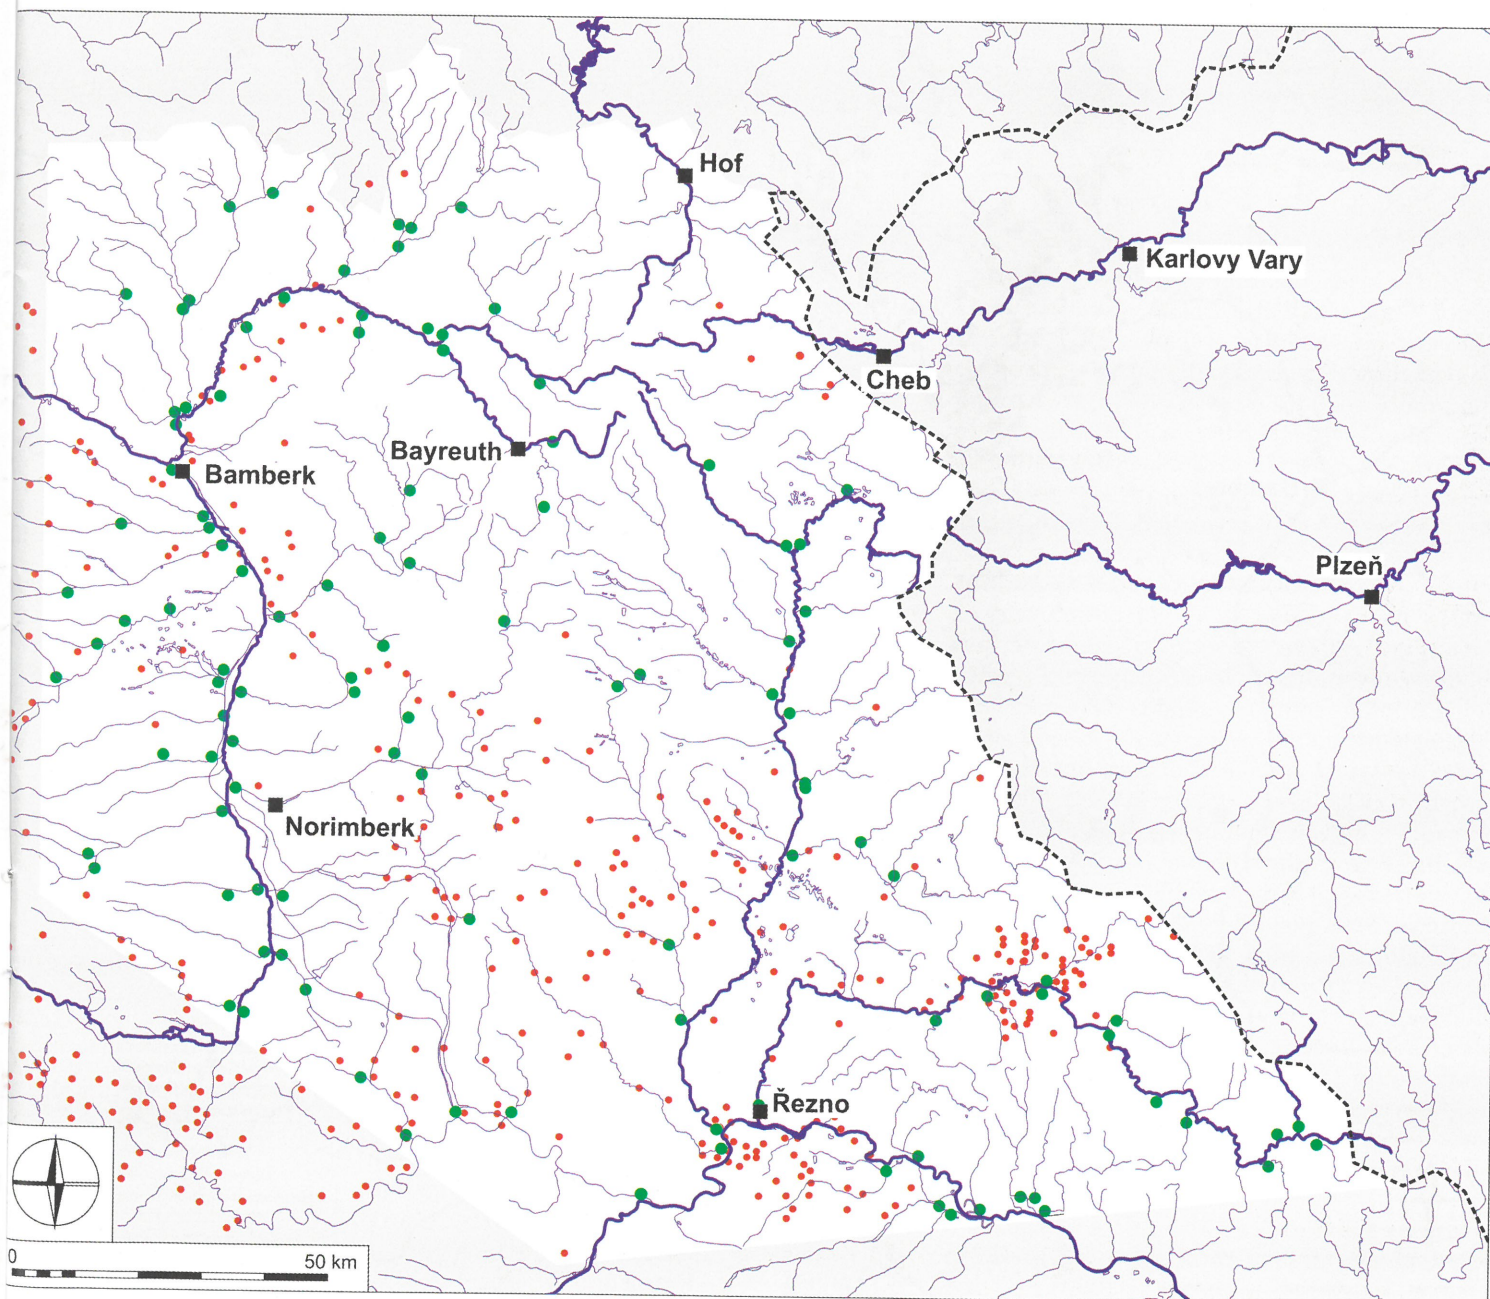 Hof
Karlovy Vary
Cheb
Bayreuth
Bamberk
Plzeň
Norimberk
Řezno
0 50 km